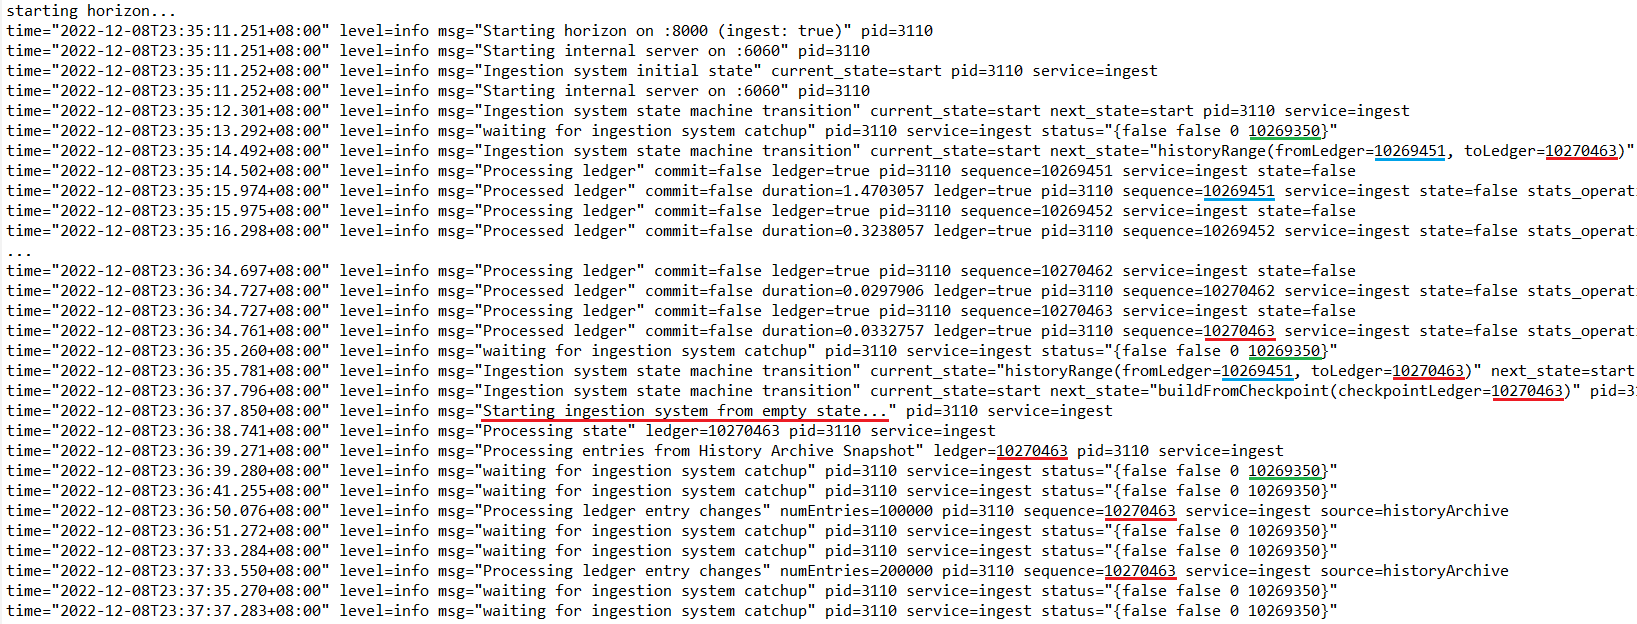 starting horizon...
time="2022-12-08T23:35:11.251+08:00" level=info msg="Starting horizon on :8000 (ingest: true)" pid=3110
time="2022-12-08T23:35:11.251+08:00" level=info msg="Starting internal server on :6060" pid=3110
time="2022-12-08T23:35:11.252+08:00" level=info msg="Ingestion system initial state" current_state=start pid=3110 service=ingest
time="2022-12-08T23:35:11.252+08:00" level=info msg="Starting internal server on :6060" pid=3110
time="2022-12-08T23:35:12.301+08:00" level=info msg="Ingestion system state machine transition" current_state=start next_state=start pid=3110 service=ingest
time="2022-12-08T23:35:13.292+08:00" level=info msg="waiting for ingestion system catchup" pid=3110 service=ingest status="{false false 0 10269350}"
time="2022-12-08T23:35:14.492+08:00" level=info msg="Ingestion system state machine transition" current_state=start next_state="historyRange(fromLedger=10269451, toLedger=10270463)"
time="2022-12-08T23:35:14.502+08:00" level=info msg="Processing ledger" commit=false ledger=true pid=3110 sequence=10269451 service=ingest state=false
time="2022-12-08T23:35:15.974+08:00" level=info msg="Processed ledger" commit=false duration=1.4703057 ledger=true pid=3110 sequence=10269451 service=ingest state=false stats_operati
time="2022-12-08T23:35:15.975+08:00" level=info msg="Processing ledger" commit=false ledger=true pid=3110 sequence=10269452 service=ingest state=false
time="2022-12-08T23:35:16.298+08:00" level=info msg="Processed ledger" commit=false duration=0.3238057 ledger=true pid=3110 sequence=10269452 service=ingest state=false stats_operati
...
time="2022-12-08T23:36:34.697+08:00" level=info msg="Processing ledger" commit=false ledger=true pid=3110 sequence=10270462 service=ingest state=false
time="2022-12-08T23:36:34.727+08:00" level=info msg="Processed ledger" commit=false duration=0.0297906 ledger=true pid=3110 sequence=10270462 service=ingest state=false stats_operati
time="2022-12-08T23:36:34.727+08:00" level=info msg="Processing ledger" commit=false ledger=true pid=3110 sequence=10270463 service=ingest state=false
time="2022-12-08T23:36:34.761+08:00" level=info msg="Processed ledger" commit=false duration=0.0332757 ledger=true pid=3110 sequence=10270463 service=ingest state=false stats_operati
time="2022-12-08T23:36:35.260+08:00" level=info msg="waiting for ingestion system catchup" pid=3110 service=ingest status="{false false 0 10269350}"
time="2022-12-08T23:36:35.781+08:00" level=info msg="Ingestion system state machine transition" current_state="historyRange(fromLedger=10269451, toLedger=10270463)" next_state=start
time="2022-12-08T23:36:37.796+08:00" level=info msg="Ingestion system state machine transition" current_state=start next_state="buildFromCheckpoint(checkpointLedger=10270463)" pid=3
time="2022-12-08T23:36:37.850+08:00" level=info msg="Starting ingestion system from empty state..." pid=3110 service=ingest
time="2022-12-08T23:36:38.741+08:00" level=info msg="Processing state" ledger=10270463 pid=3110 service=ingest
time="2022-12-08T23:36:39.271+08:00" level=info msg="Processing entries from History Archive Snapshot" ledger=10270463 pid=3110 service=ingest
time="2022-12-08T23:36:39.280+08:00" level=info msg="waiting for ingestion system catchup" pid=3110 service=ingest status="{false false 0 10269350}"
time="2022-12-08T23:36:41.255+08:00" level=info msg="waiting for ingestion system catchup" pid=3110 service=ingest status="{false false 0 10269350}"
time="2022-12-08T23:36:50.076+08:00" level=info msg="Processing ledger entry changes" numEntries=100000 pid=3110 sequence=10270463 service=ingest source=historyArchive
time="2022-12-08T23:36:51.272+08:00" level=info msg="waiting for ingestion system catchup" pid=3110 service=ingest status="{false false 0 10269350}"
time="2022-12-08T23:37:33.284+08:00" level=info msg="waiting for ingestion system catchup" pid=3110 service=ingest status="{false false 0 10269350}"
time="2022-12-08T23:37:33.550+08:00" level=info msg="Processing ledger entry changes" numEntries=200000 pid=3110 sequence=10270463 service=ingest source=historyArchive
time="2022-12-08T23:37:35.270+08:00" level=info msg="waiting for ingestion system catchup" pid=3110 service=ingest status="{false false 0 10269350}"
time="2022-12-08T23:37:37.283+08:00" level=info msg="waiting for ingestion system catchup" pid=3110 service=ingest status="{false false 0 10269350}"